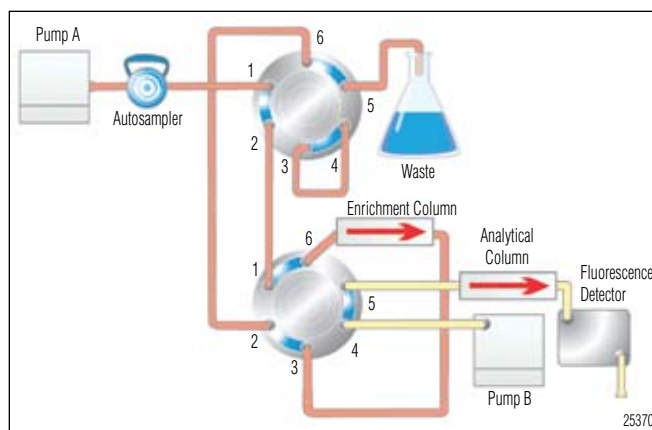 Pump A
Autosampler
1
2
3
4
5
6
Waste
Enrichment Column
Analytical
Column
Fluorescence
Detector
1
2
3
4
5
6
Pump B
25370